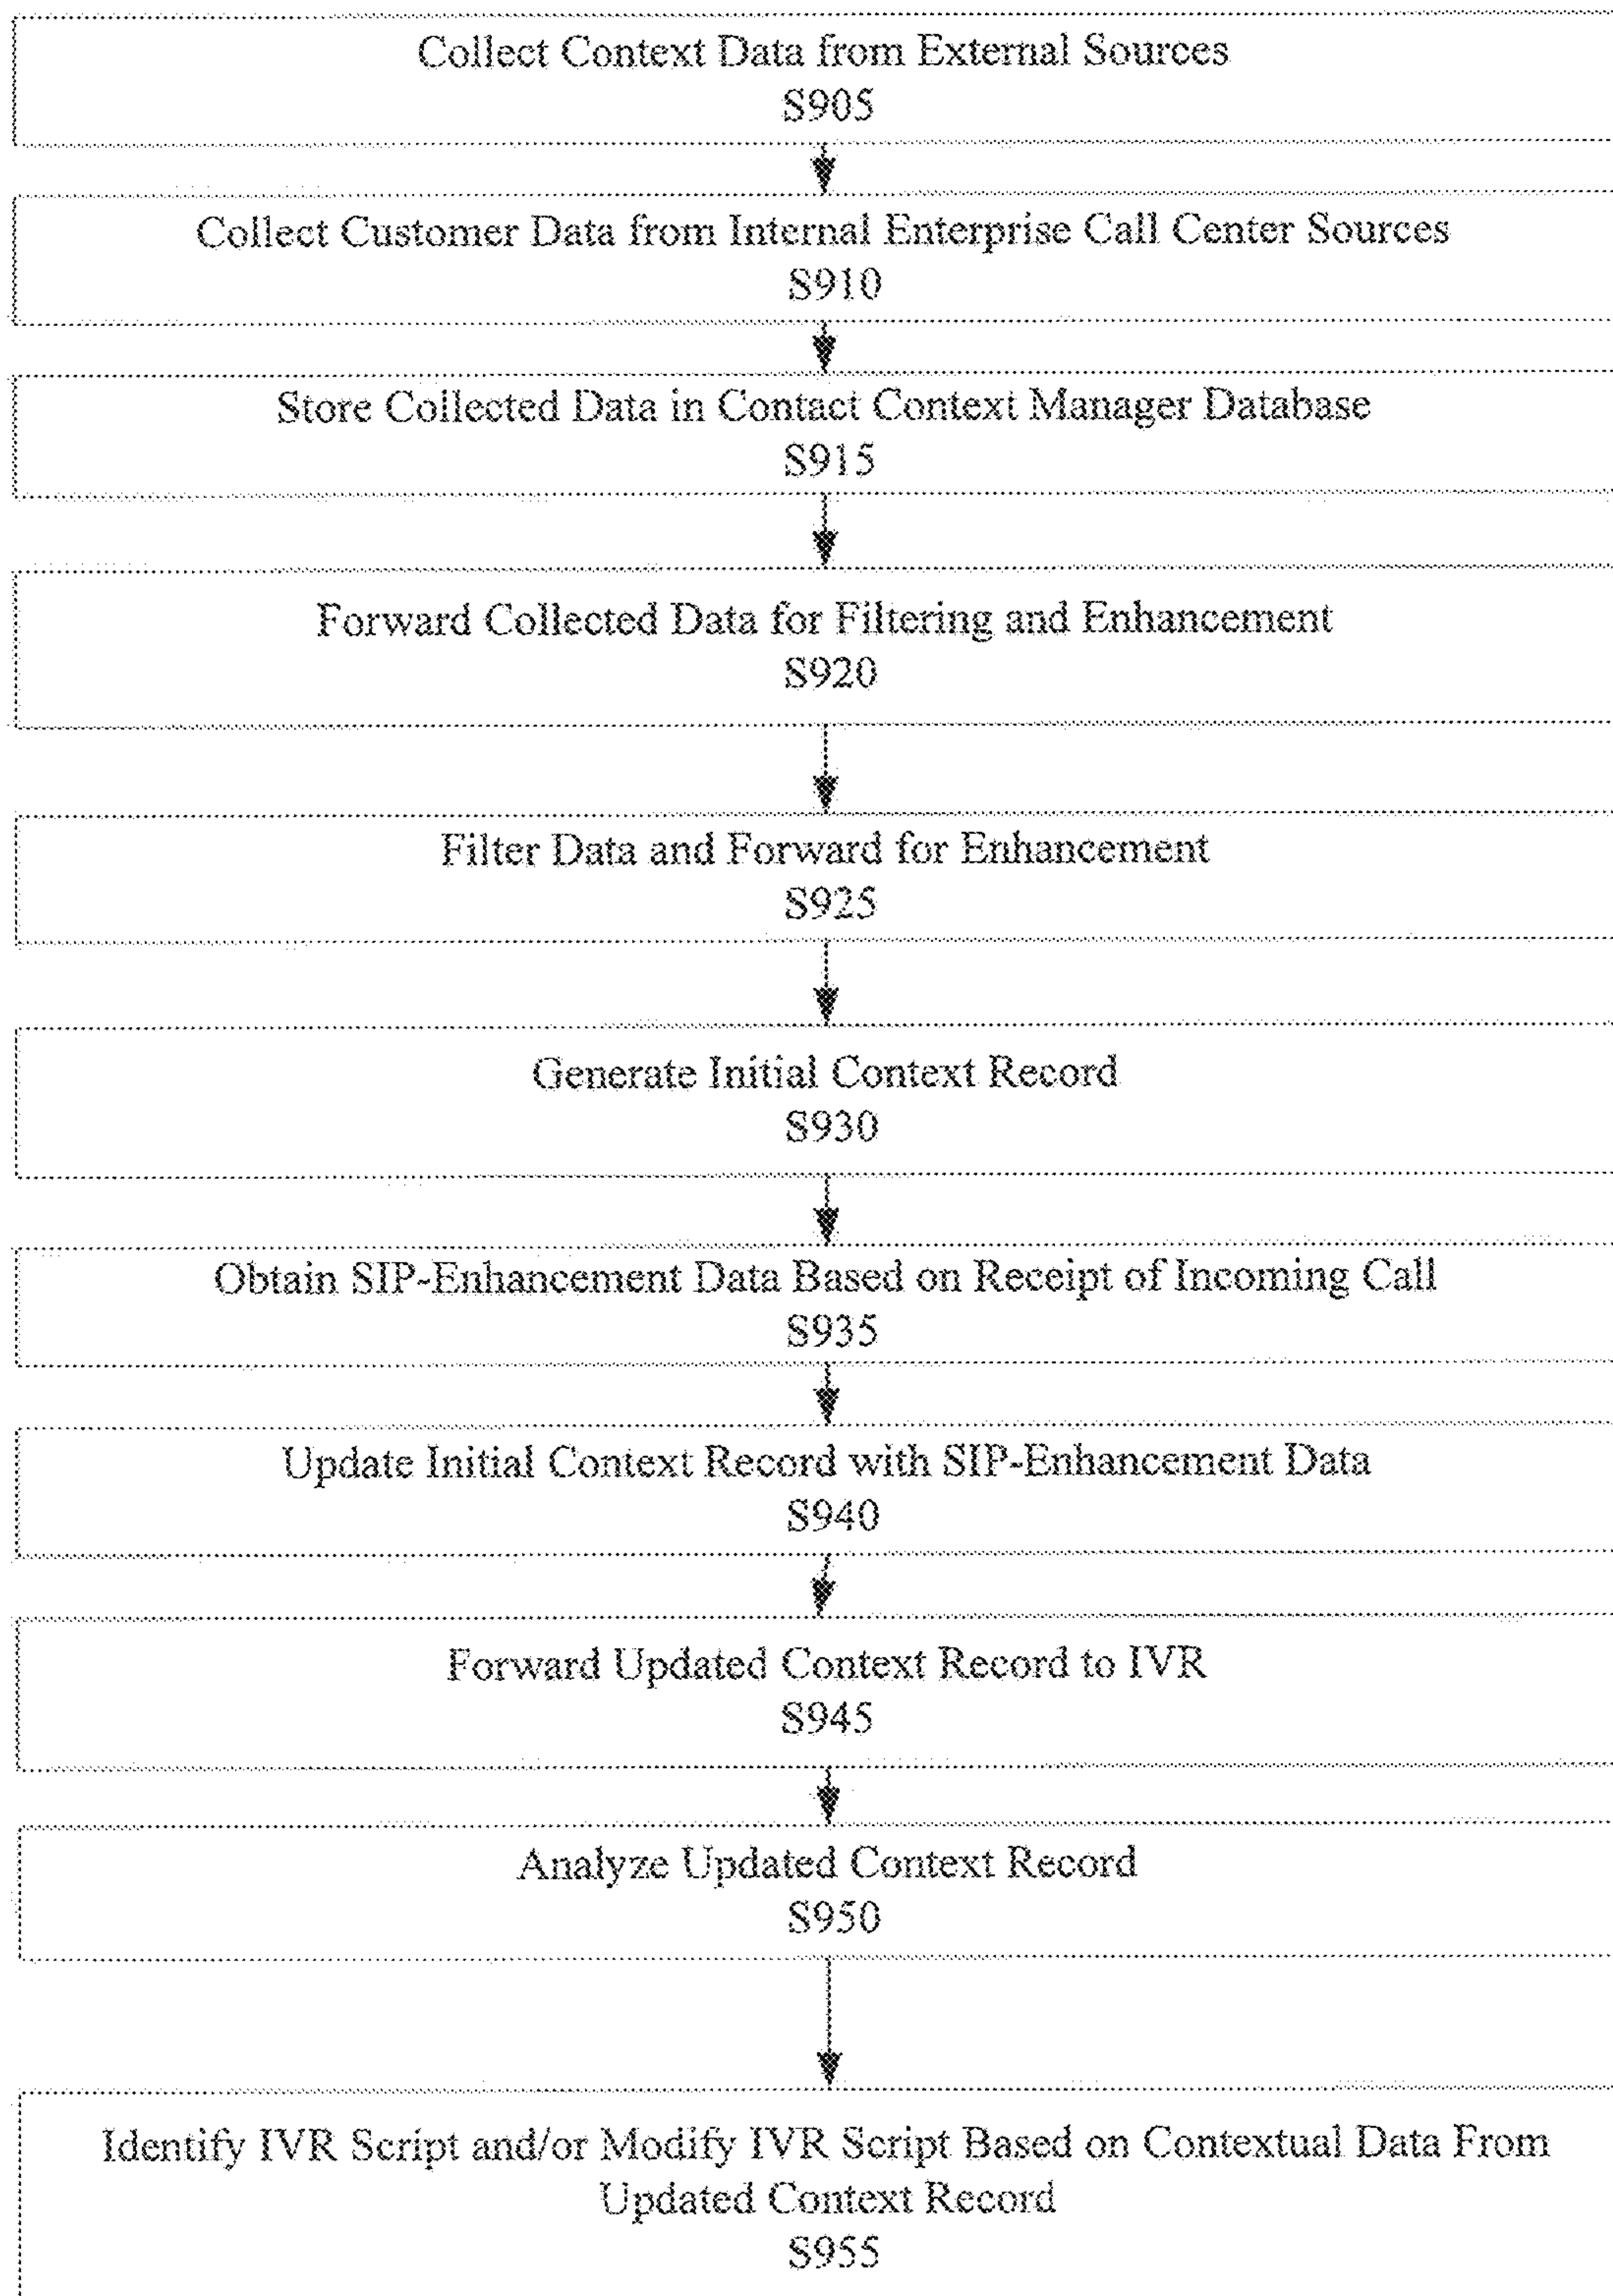 Collect Context Data from External Sources
S905
Collect Customer Data from Internal Enterprise Call Center Sources
S910
Store Collected Data in Contact Context Manager Database
S915
Forward Collected Data for Filtering and Enhancement
S920
Filter Data and Forward for Enhancement
S925
Generate Initial Context Record
S930
Obtain SIP-Enhancement Data Based on Receipt of Incoming Call
S935
Update Initial Context Record with SIP-Enhancement Data
S940
Forward Updated Context Record to IVR
S945
Analyze Updated Context Record
S950
Identify IVR Script and/or Modify IVR Script Based on Contextual Data From
Updated Context Record
S955